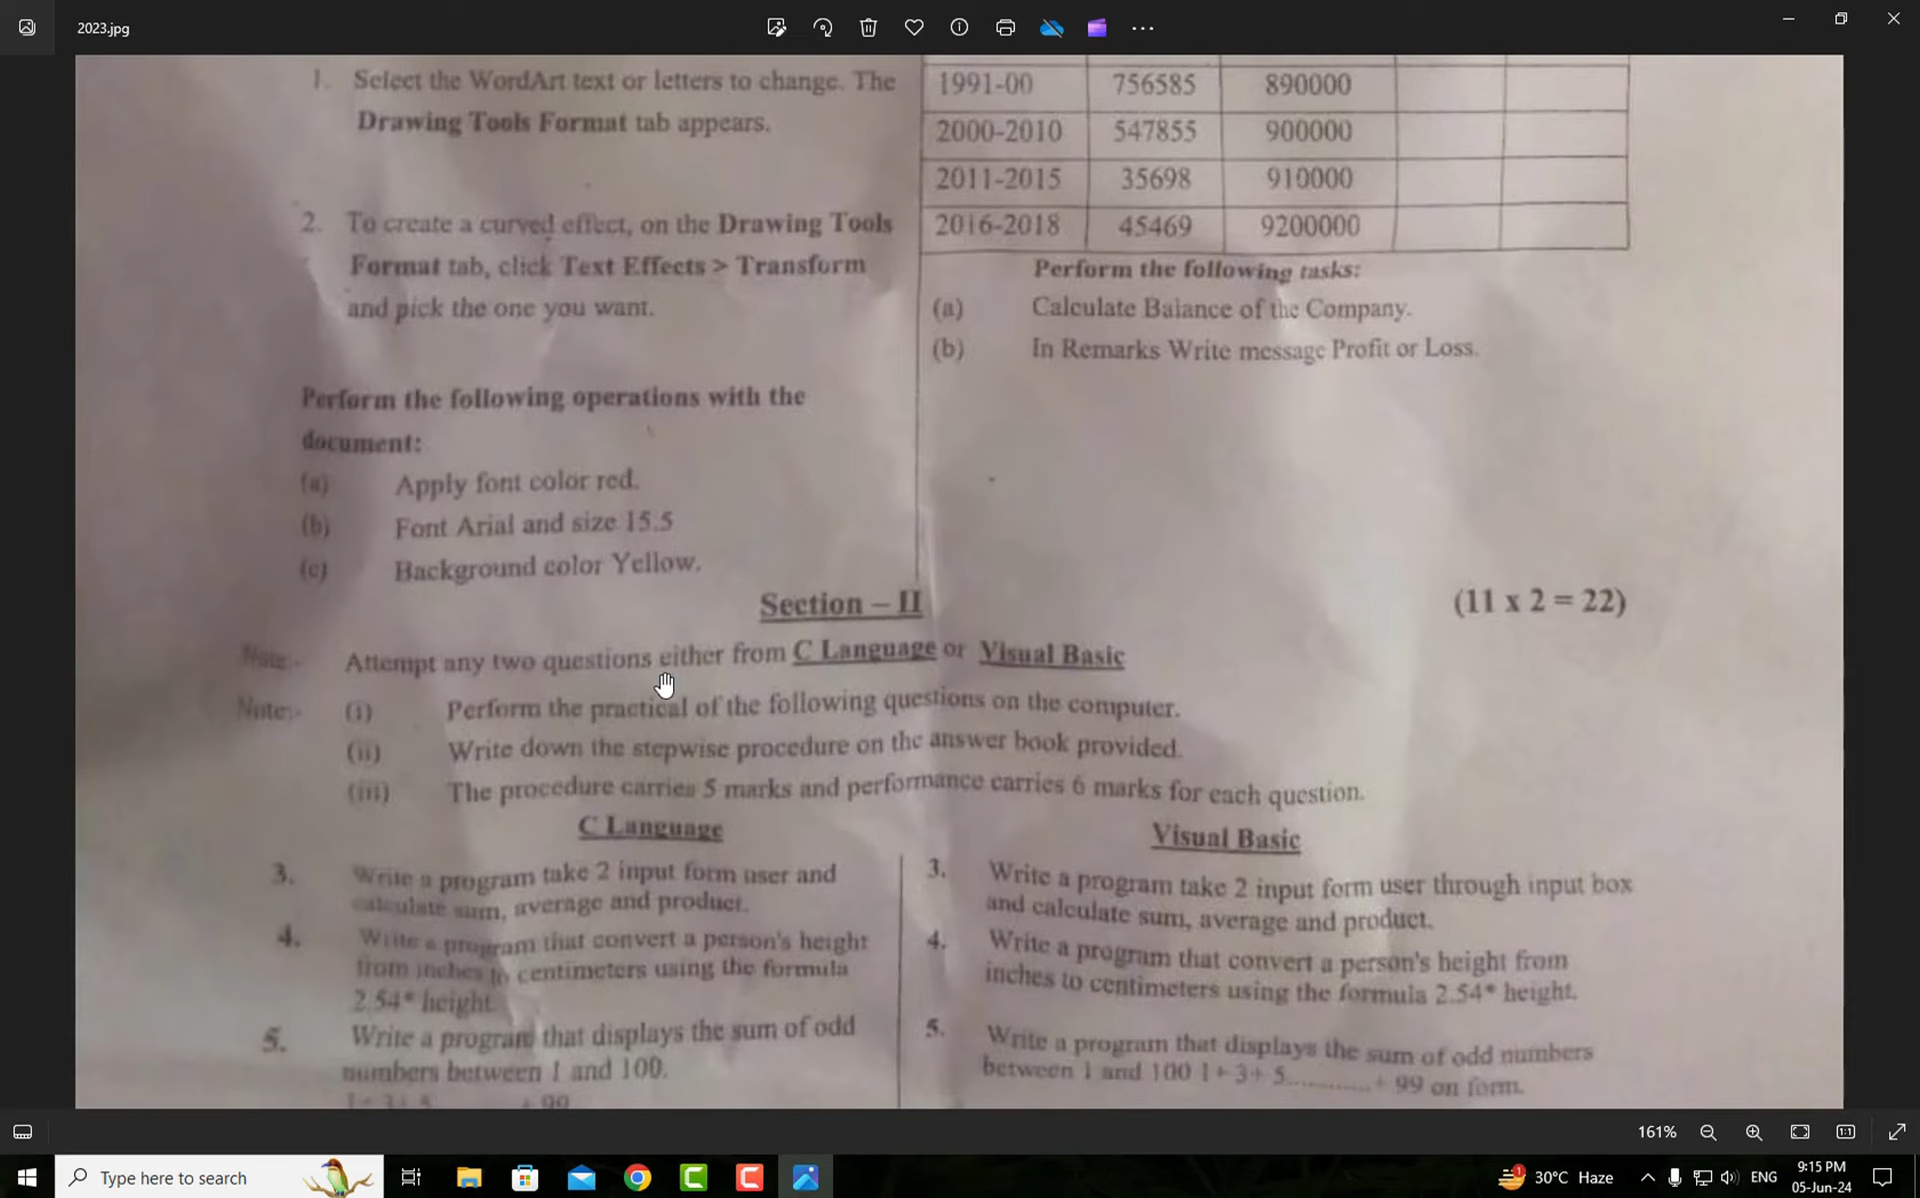 2023.jpg
1. Select the WordArt text or letters to change. The
Drawing Tools Format tab appears.
2. To create a curved effect, on the Drawing Tools
Format tab, click Text Effects > Transform
and pick the one you want.
Perform the following operations with the
document:
(a) Apply font color red.
(b) Font Arial and size 15.5
(c) Background color Yellow.
1991-00 756585 890000
2000-2010 547855 900000
2011-2015 35698 910000
2016-2018 45469 9200000
Perform the following tasks:
(a) Calculate Balance of the Company.
(b) In Remarks Write message Profit or Loss.
Section – II (11 x 2 = 22)
Note:- Attempt any two questions either from C Language or Visual Basic
Note:- (i) Perform the practical of the following questions on the computer.
(ii) Write down the stepwise procedure on the answer book provided.
(iii) The procedure carries 5 marks and performance carries 6 marks for each question.
C Language
3. Write a program take 2 input form user and
calculate sum, average and product.
4. Write a program that convert a person's height
from inches to centimeters using the formula
2.54* height.
5. Write a program that displays the sum of odd
numbers between 1 and 100.
1+3+5 +99
Visual Basic
3. Write a program take 2 input form user through input box
and calculate sum, average and product.
4. Write a program that convert a person's height from
inches to centimeters using the formula 2.54* height.
5. Write a program that displays the sum of odd numbers
between 1 and 100 1+3+ 5...........+ 99 on form.
161%
Type here to search
1
30°C Haze
ENG
9:15 PM
05-Jun-24